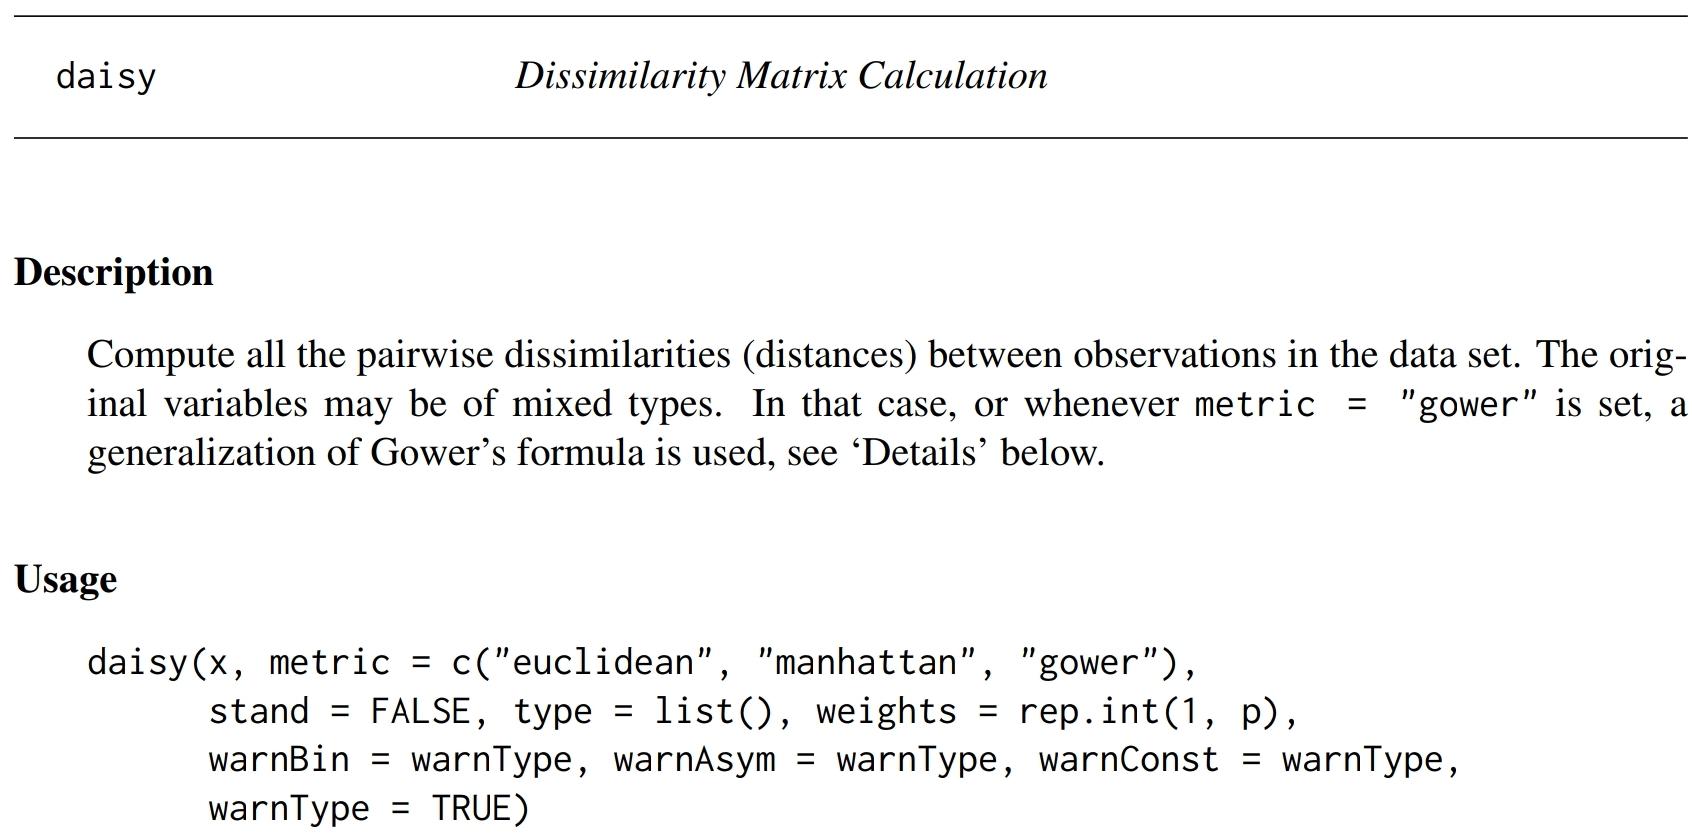 daisy Dissimilarity Matrix Calculation
Description
Compute all the pairwise dissimilarities (distances) between observations in the data set. The orig-
inal variables may be of mixed types. In that case, or whenever metric = "gower" is set, a
generalization of Gower’s formula is used, see ‘Details’ below.
Usage
daisy(x, metric = c("euclidean", "manhattan", "gower"),
stand = FALSE, type = list(), weights = rep.int(1, p),
warnBin = warnType, warnAsym = warnType, warnConst = warnType,
warnType = TRUE)